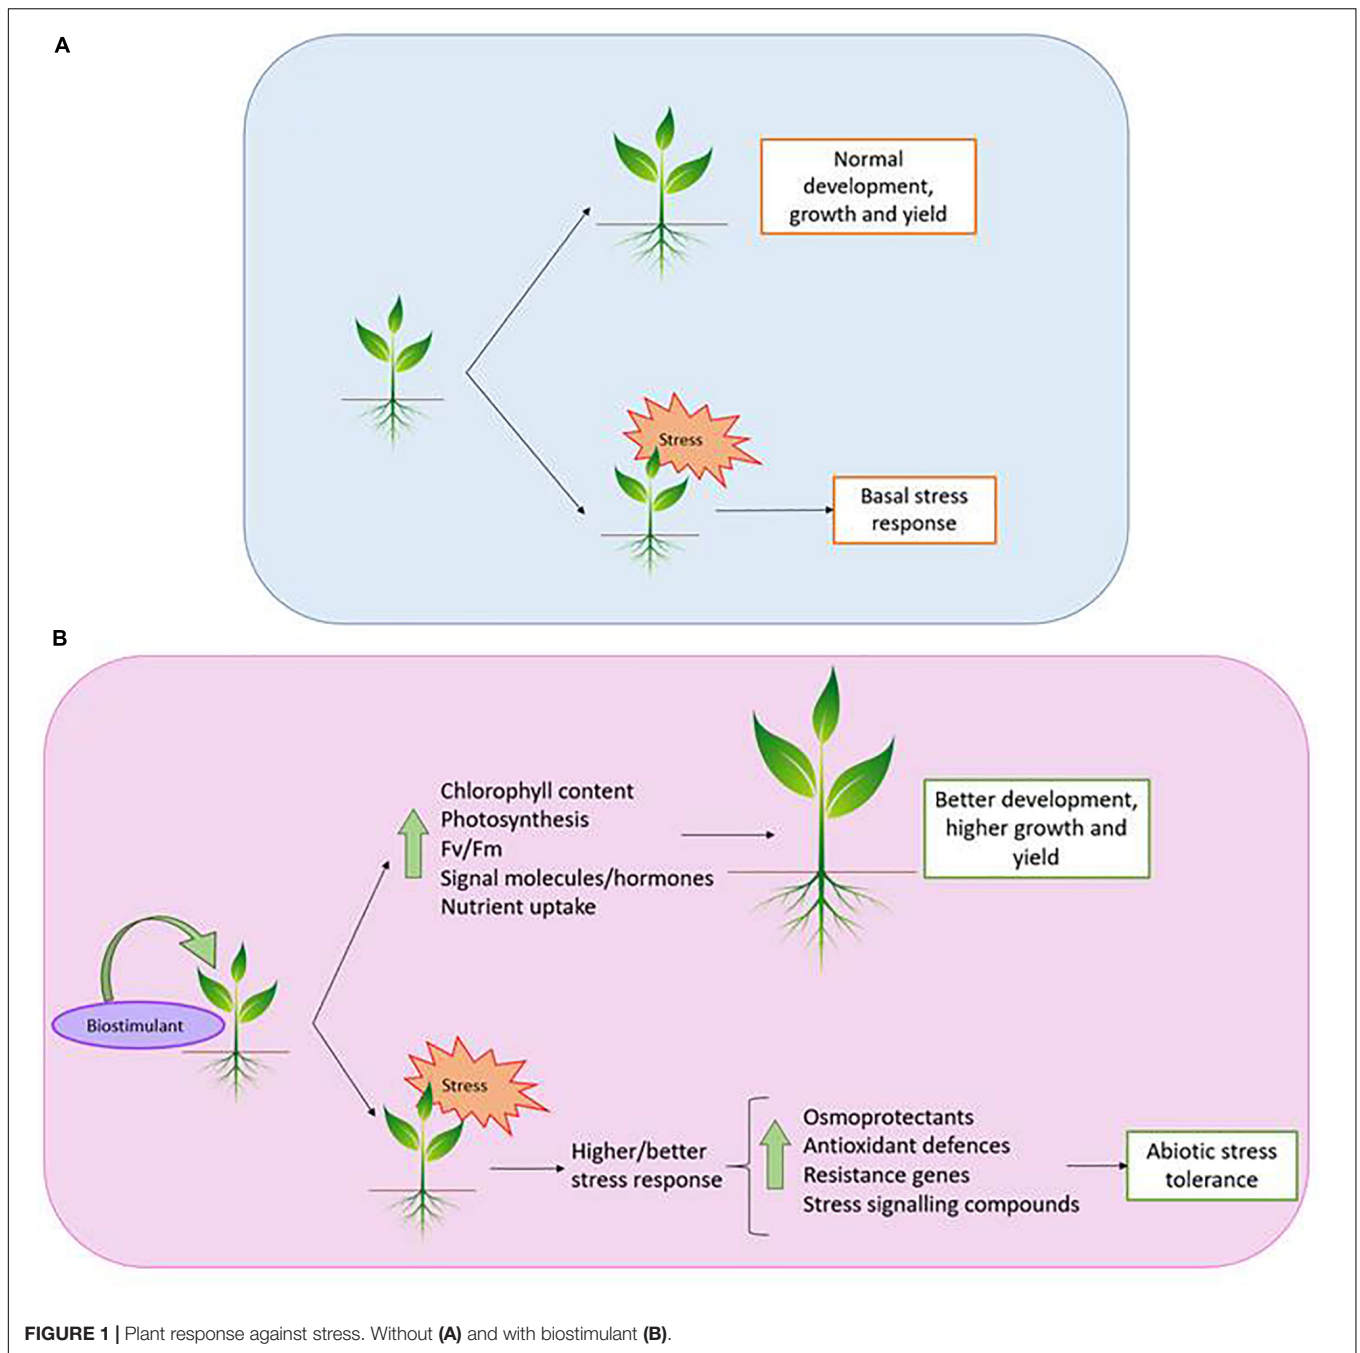 A
Normal
development,
growth and yield
Stress
Basal stress
response
B
Chlorophyll content
Photosynthesis
Fv/Fm
Signal molecules/hormones
Nutrient uptake
Better development,
higher growth and
yield
Biostimulant
Stress
Higher/better
stress response
Osmoprotectants
Antioxidant defences
Resistance genes
Stress signalling compounds
Abiotic stress
tolerance
FIGURE 1 | Plant response against stress. Without (A) and with biostimulant (B).